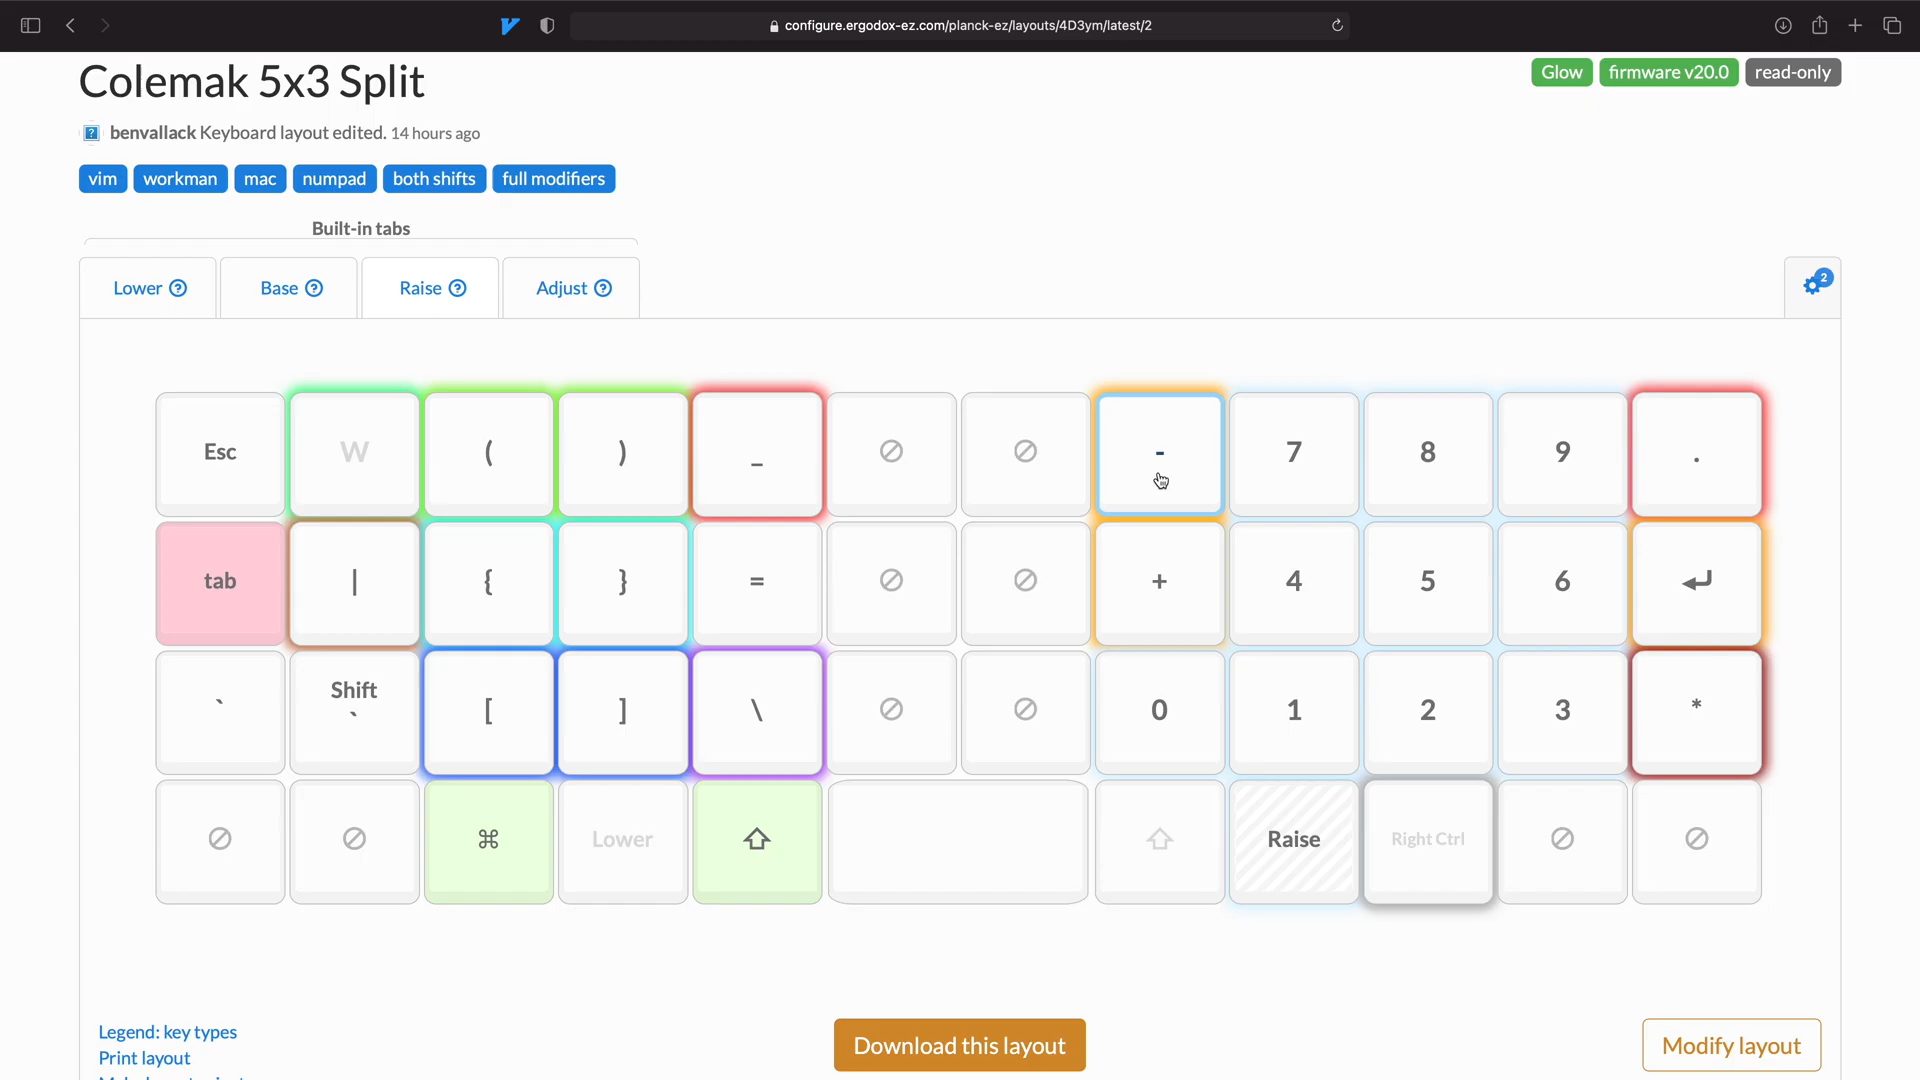 configure.ergodox-ez.com/planck-ez/layouts/4D3ym/latest/2
Colemak 5x3 Split
Glow firmware v20.0 read-only
benvallack Keyboard layout edited. 14 hours ago
vim workman mac numpad both shifts full modifiers
Built-in tabs
Lower ? Base ? Raise ? Adjust ?
2
Esc W ( ) _ - 7 8 9 .
tab | { } = + 4 5 6
` Shift ` [ ] \ 0 1 2 3 *
⌘ Lower Raise Right Ctrl
Legend: key types
Print layout
Download this layout
Modify layout